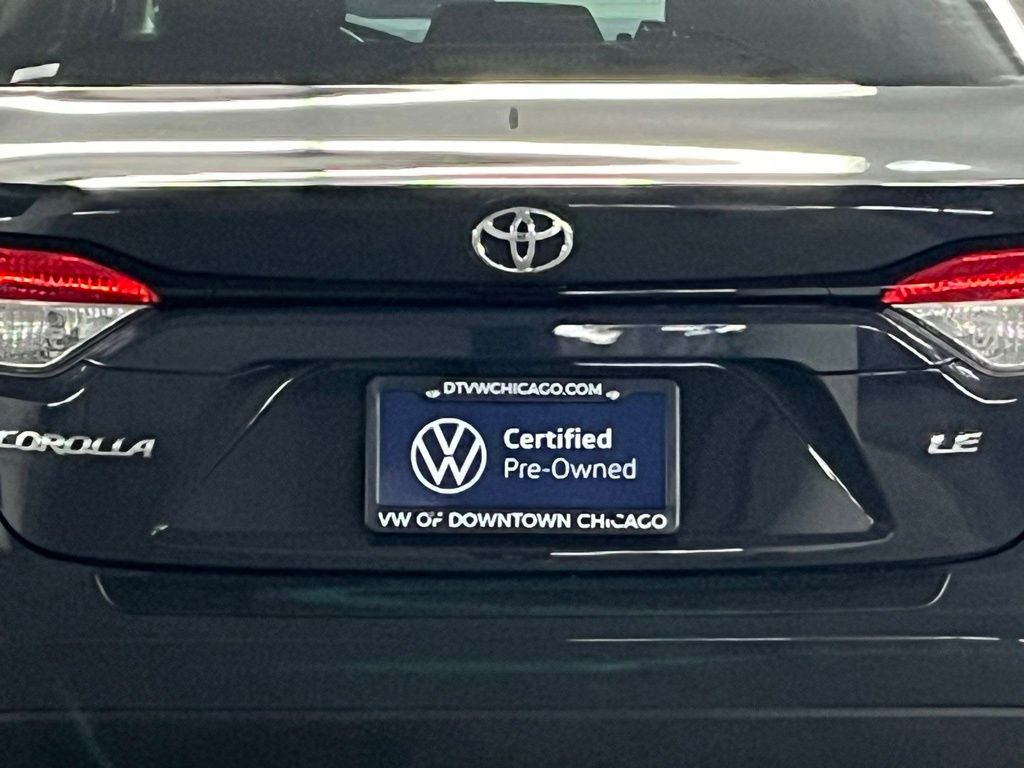 DTVWCHICAGO.COM
COROLLA
Certified
LE
Pre-Owned
VW OF DOWNTOWN CHICAGO